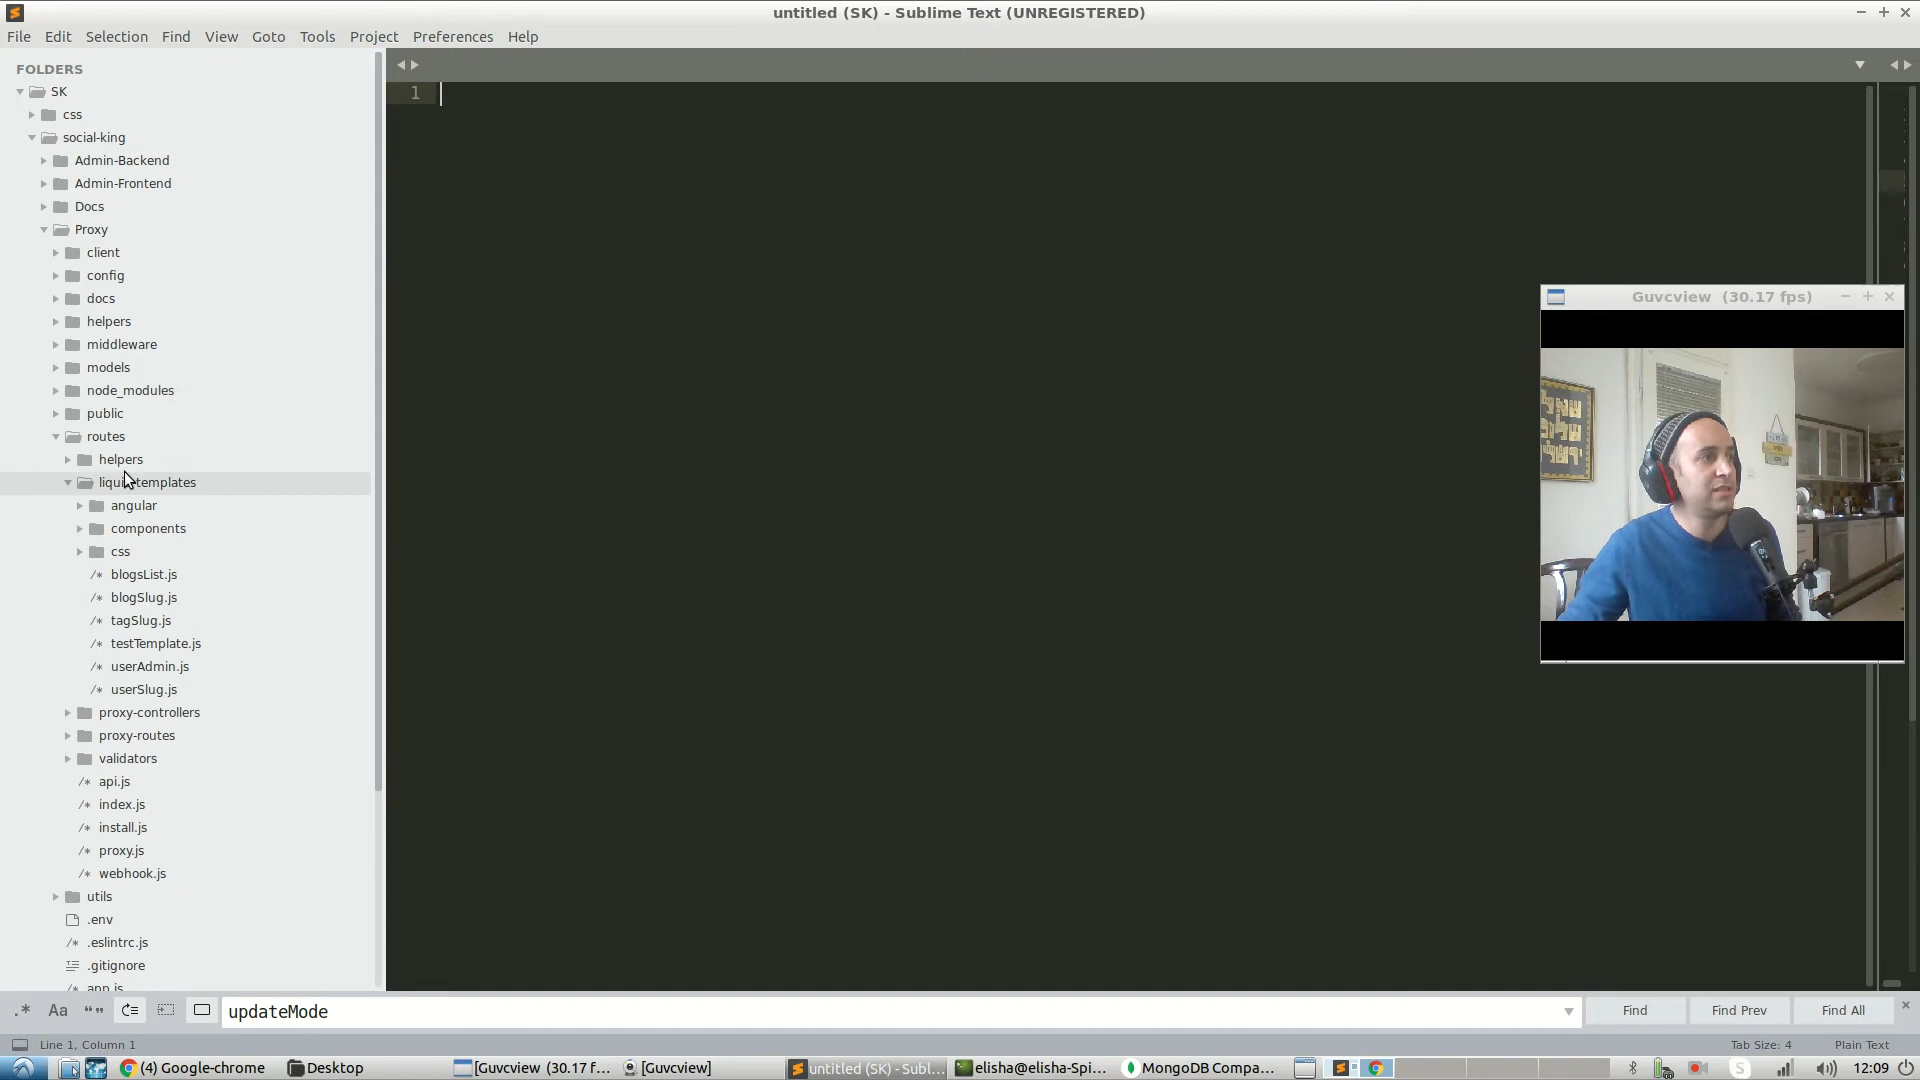 untitled (SK) - Sublime Text (UNREGISTERED)
File Edit Selection Find View Goto Tools Project Preferences Help
FOLDERS
SK
css
social-king
Admin-Backend
Admin-Frontend
Docs
Proxy
client
config
docs
helpers
middleware
models
node_modules
public
routes
helpers
liquid-templates
angular
components
css
blogsList.js
blogSlug.js
tagSlug.js
testTemplate.js
userAdmin.js
userSlug.js
proxy-controllers
proxy-routes
validators
api.js
index.js
install.js
proxy.js
webhook.js
utils
.env
.eslintrc.js
.gitignore
app.js
1
Guvcview (30.17 fps)
.* Aa “” updateMode Find Find Prev Find All
Line 1, Column 1 Tab Size: 4 Plain Text
(4) Google-chrome Desktop [Guvcview (30.17 f... [Guvcview] untitled (SK) - Subl... elisha@elisha-Spi... MongoDB Compa... 12:09